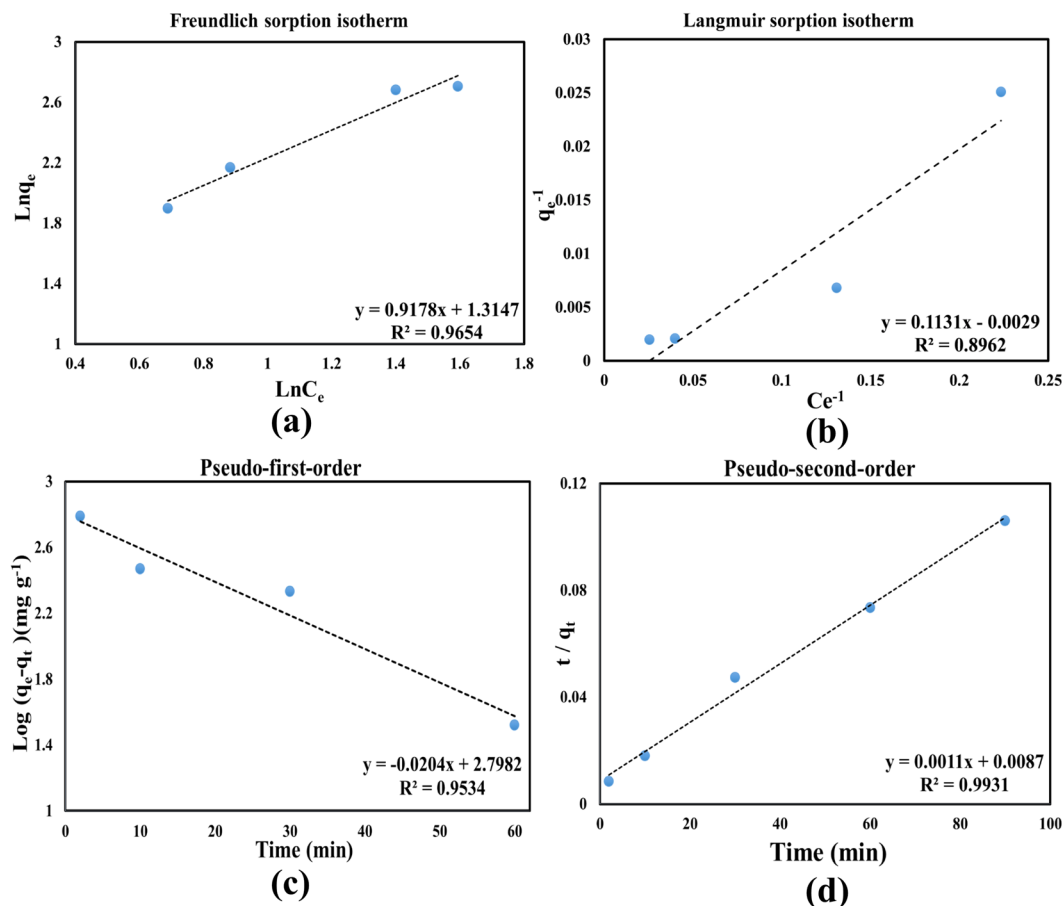 Freundlich sorption isotherm
3
2.6
2.2
1.8
1.4
1
Lnqₑ
y = 0.9178x + 1.3147
R² = 0.9654
0.4 0.6 0.8 1 1.2 1.4 1.6 1.8
LnCₑ
(a)
Langmuir sorption isotherm
0.03
0.025
0.02
0.015
0.01
0.005
0
qₑ⁻¹
y = 0.1131x - 0.0029
R² = 0.8962
0 0.05 0.1 0.15 0.2 0.25
Ce⁻¹
(b)
Pseudo-first-order
3
2.6
2.2
1.8
1.4
1
Log (qₑ-qₜ )(mg g⁻¹)
y = -0.0204x + 2.7982
R² = 0.9534
0 10 20 30 40 50 60
Time (min)
(c)
Pseudo-second-order
0.12
0.08
0.04
0
t / qₜ
y = 0.0011x + 0.0087
R² = 0.9931
0 20 40 60 80 100
Time (min)
(d)